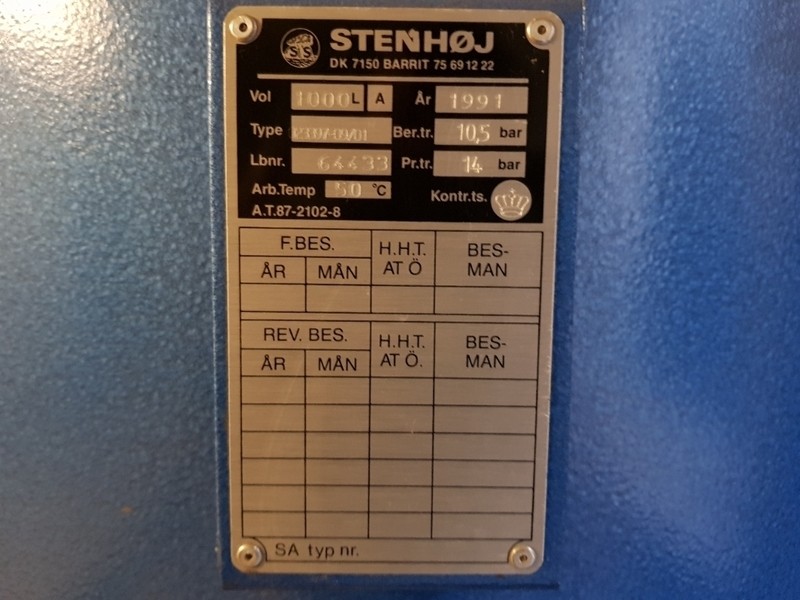 SIS
STENHØJ
DK 7150 BARRIT 75 69 12 22
Vol 1000 L A År 1991
Type Ber.tr. 10,5 bar
Lbnr. 64433 Pr.tr. 14 bar
Arb.Temp 50 °C Kontr.ts.
A.T.87-2102-8
F.BES. H.H.T. AT Ö BES-MAN
ÅR MÅN
REV. BES. H.H.T. AT Ö. BES-MAN
ÅR MÅN
SA typ nr.